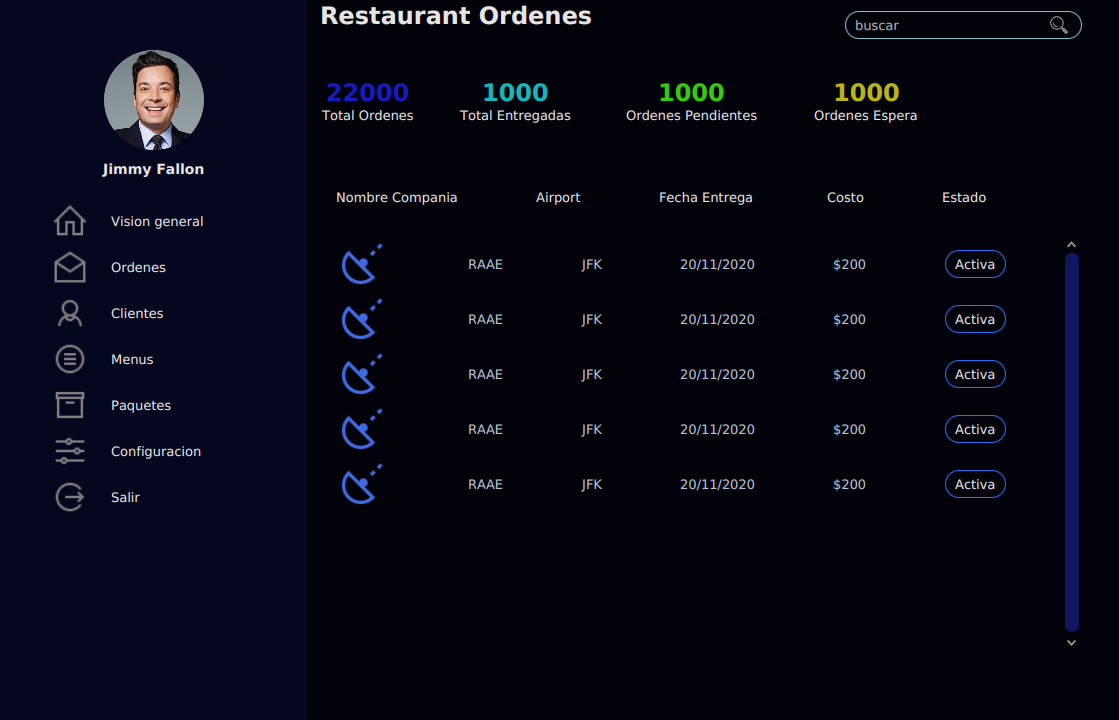 Restaurant Ordenes
buscar
Jimmy Fallon
Vision general
Ordenes
Clientes
Menus
Paquetes
Configuracion
Salir
22000 1000 1000 1000
Total Ordenes Total Entregadas Ordenes Pendientes Ordenes Espera
Nombre Compania Airport Fecha Entrega Costo Estado
RAAE JFK 20/11/2020 $200 Activa
RAAE JFK 20/11/2020 $200 Activa
RAAE JFK 20/11/2020 $200 Activa
RAAE JFK 20/11/2020 $200 Activa
RAAE JFK 20/11/2020 $200 Activa